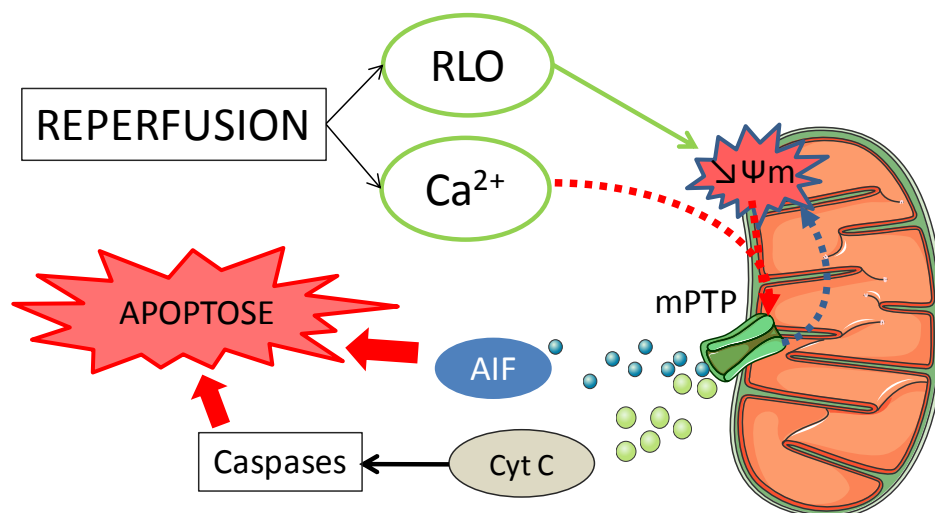 RLO
REPERFUSION
↘Ψm
Ca²⁺
mPTP
APOPTOSE
AIF
Caspases
Cyt C